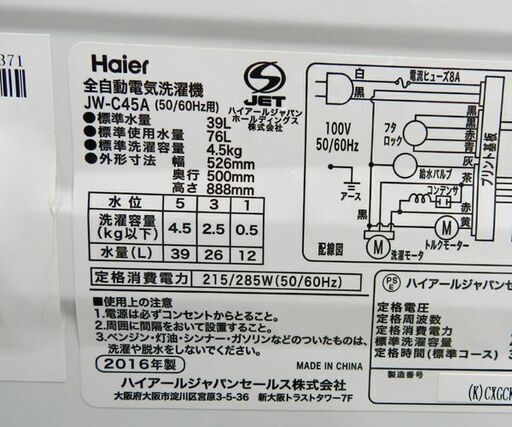 371
Haier
全自動電気洗濯機
JW-C45A (50/60Hz用)
●標準水量 39L
●標準使用水量 76L
●標準洗濯容量 4.5kg
●外形寸法 幅 526mm
奥行 500mm
高さ 888mm
JET
ハイアールジャパン
ホールディングス
株式会社
水位 5 3 1
洗濯容量(kg以下) 4.5 2.5 0.5
水量(L) 39 26 12
定格消費電力 215/285W(50/60Hz)
■使用上の注意
1.電源は必ずコンセントからとること。
2.周囲に間隔をおいて設置すること。
3.ベンジン・灯油・シンナー・ガソリンなどのついたものは、
洗濯や脱水をしないでください。
2016年製
MADE IN CHINA
ハイアールジャパンセールス株式会社
大阪府大阪市淀川区宮原3-5-36 新大阪トラストタワー7F
白
電流ヒューズ8A
黒
100V
50/60Hz
フタ
ロック
黒
黒
赤
青
灰
給水バルブ
茶
コンデンサ
アース
赤
黒
黄
M
M
洗濯モータ
トルクモーター
配線図
プリント基板
PS
E
ハイアールジャパンセ
定格電圧
定格周波数
定格消費電力
定格時間(標準コース)
製造番号
(K)CXGCK